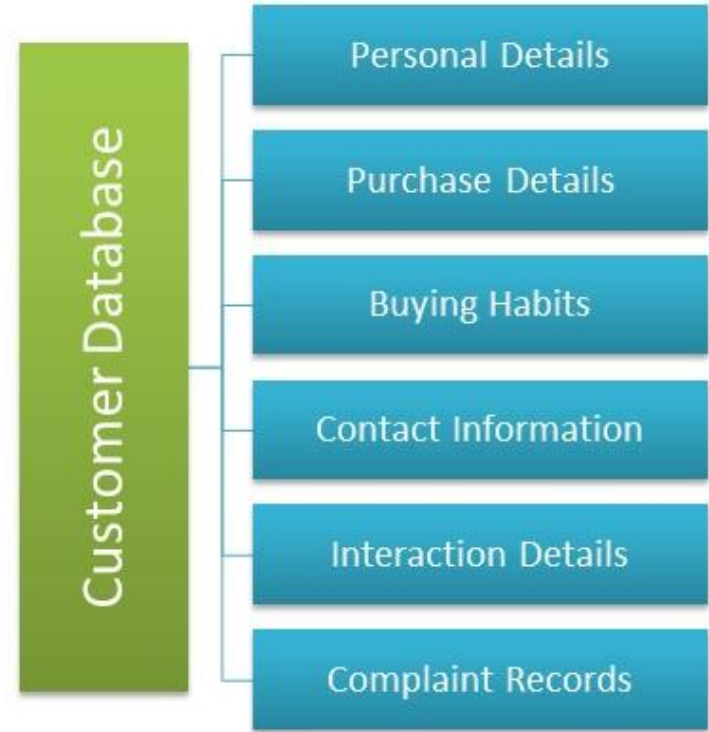 Customer Database
Personal Details
Purchase Details
Buying Habits
Contact Information
Interaction Details
Complaint Records